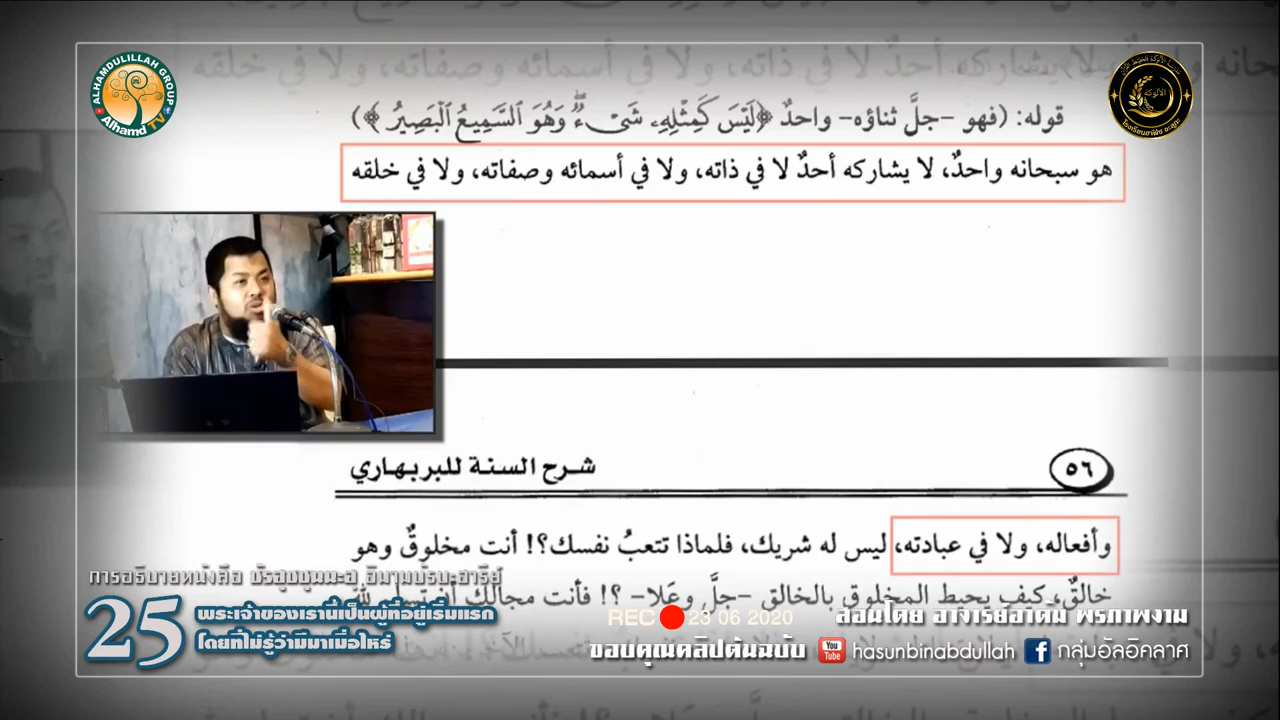 ALHAMDULILLAH GROUP
Alhamd TV
الألوكة
قوله: (فهو -جلَّ ثناؤه- واحدٌ ﴿لَيْسَ كَمِثْلِهِۦ شَىْءٌۖ وَهُوَ ٱلسَّمِيعُ ٱلْبَصِيرُ﴾)
هو سبحانه واحدٌ، لا يشاركه أحدٌ لا في ذاته، ولا في أسمائه وصفاته، ولا في خلقه
شرح السنة للبربهاري
٥٦
وأفعاله، ولا في عبادته، ليس له شريك، فلماذا تتعبُ نفسك؟! أنت مخلوقٌ وهو
خالقٌ، كيف يحيط المخلوق بالخالق -جلَّ وعَلا- ؟! فأنت مجالك
การอธิบายหนังสือ ชัรฮุซซุนนะฮฺ อิมามบัรบะฮารีย์
25
พระเจ้าของเรานี้เป็นผู้ที่อยู่เริ่มแรก
โดยที่ไม่รู้ว่ามีมาเมื่อไหร่
REC 23 06 2020
สอนโดย อาจารย์อาดัม พรภาพงาม
ขอบคุณคลิปต้นฉบับ You Tube hasunbinabdullah f กลุ่มอัลอิคลาศ